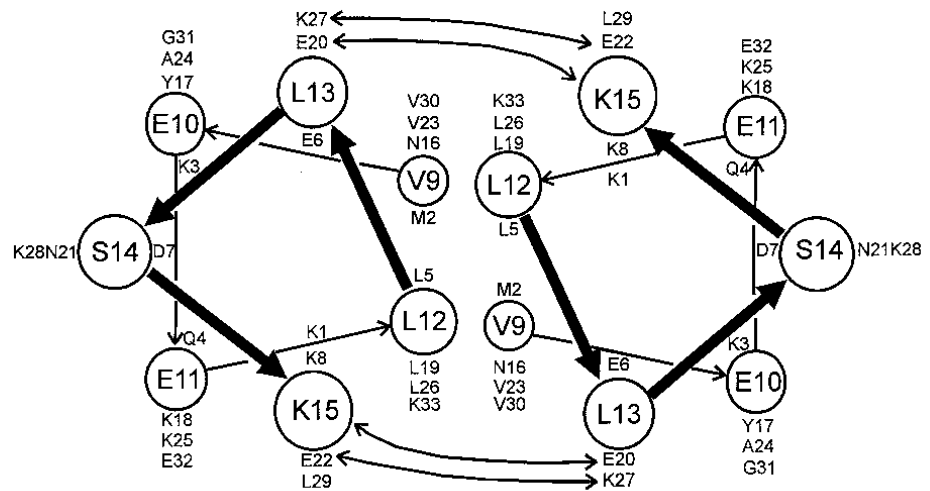 K27
L29
G31
E20
E22
E32
A24
K25
Y17
L13
K15
K18
V30
K33
E10
E6
V23
L26
K8
E11
N16
L19
K3
V9
L12
K1
Q4
M2
L5
K28N21
S14
D7
L5
D7
S14
N21K28
M2
Q4
K1
L12
V9
K3
K8
E6
E11
L19
N16
E10
K15
L26
V23
L13
K18
K33
V30
Y17
K25
A24
E32
E22
E20
G31
L29
K27